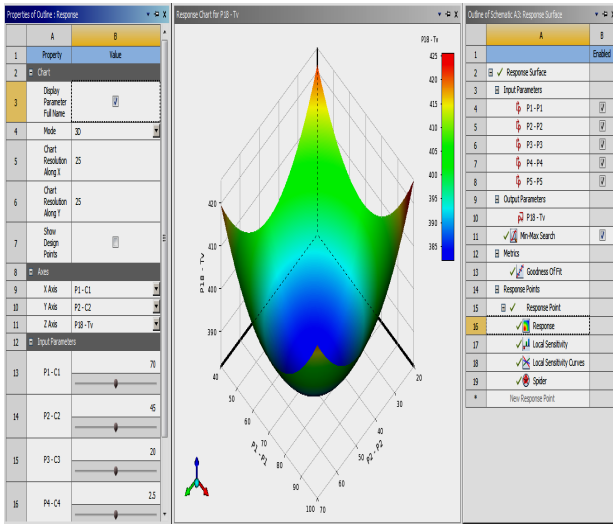 Properties of Outline : Response
A B
1 Property Value
2 Chart
3 Display Parameter Full Name
4 Mode 3D
5 Chart Resolution Along X 25
6 Chart Resolution Along Y 25
7 Show Design Points
8 Axes
9 X Axis P1 - C1
10 Y Axis P2 - C2
11 Z Axis P18 - Tv
12 Input Parameters
13 P1 - C1 70
14 P2 - C2 45
15 P3 - C3 20
16 P4 - C4 2.5
Response Chart for P18 - Tv
P18 - Tv
425
420
415
410
405
400
395
390
385
P18 - Tv
420
410
400
390
40
50
60
70
80
90
100
P1 - P1
20
30
40
50
60
70
P2 - P2
Outline of Schematic A3: Response Surface
A B
1 Enabled
2 Response Surface
3 Input Parameters
4 P1 - P1
5 P2 - P2
6 P3 - P3
7 P4 - P4
8 P5 - P5
9 Output Parameters
10 P18 - Tv
11 Min-Max Search
12 Metrics
13 Goodness Of Fit
14 Response Points
15 Response Point
16 Response
17 Local Sensitivity
18 Local Sensitivity Curves
19 Spider
* New Response Point